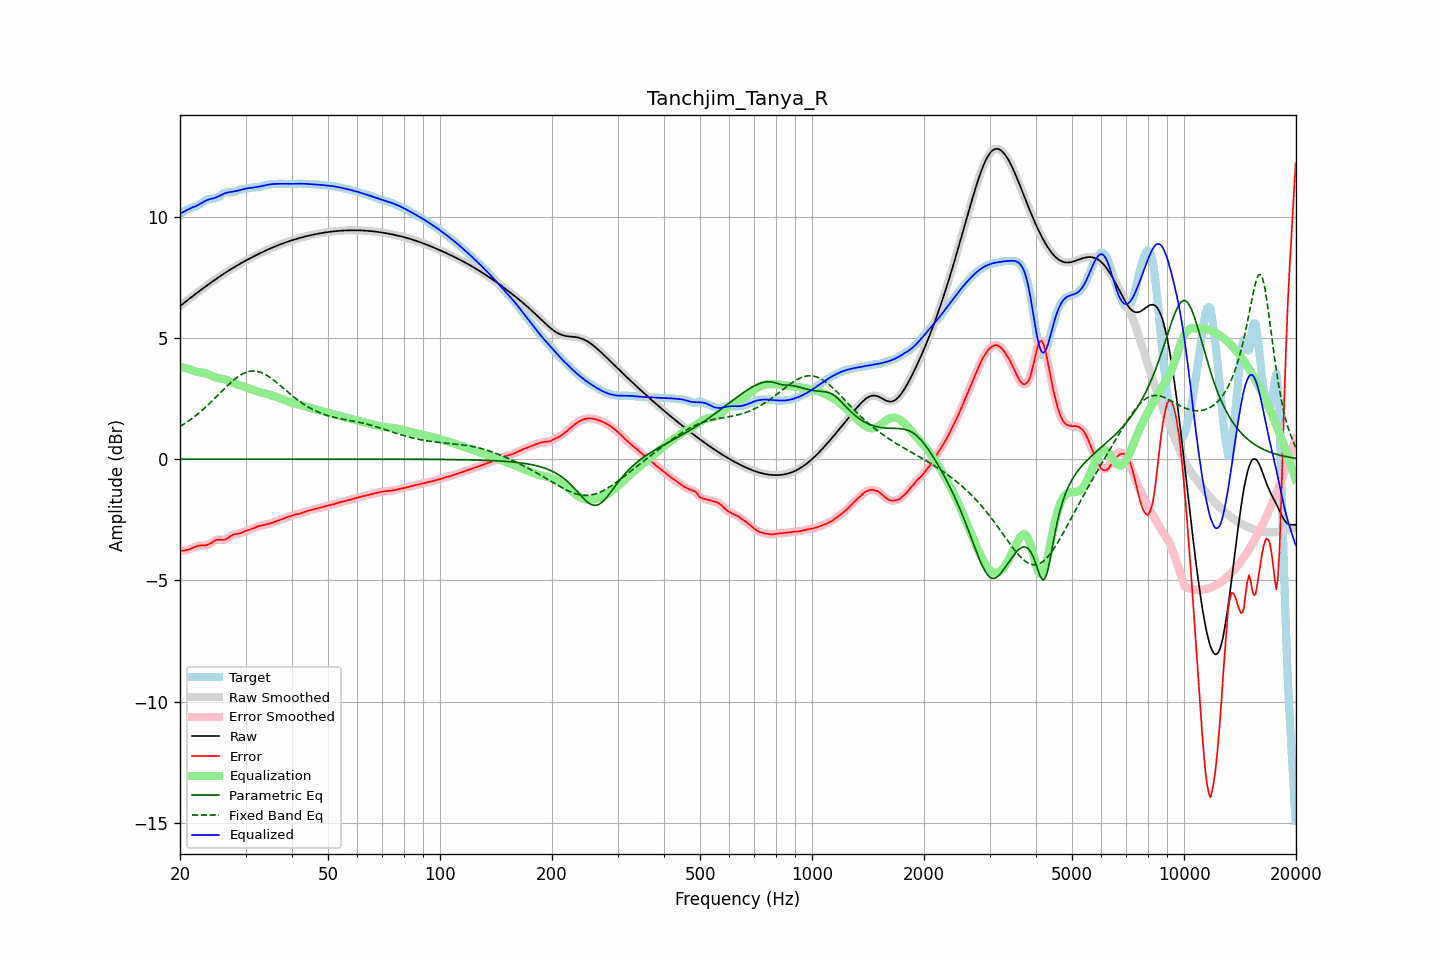 Tanchjim_Tanya_R
Amplitude (dBr)
10
5
0
−5
−10
−15
Target
Raw Smoothed
Error Smoothed
Raw
Error
Equalization
Parametric Eq
Fixed Band Eq
Equalized
20 50 100 200 500 1000 2000 5000 10000 20000
Frequency (Hz)